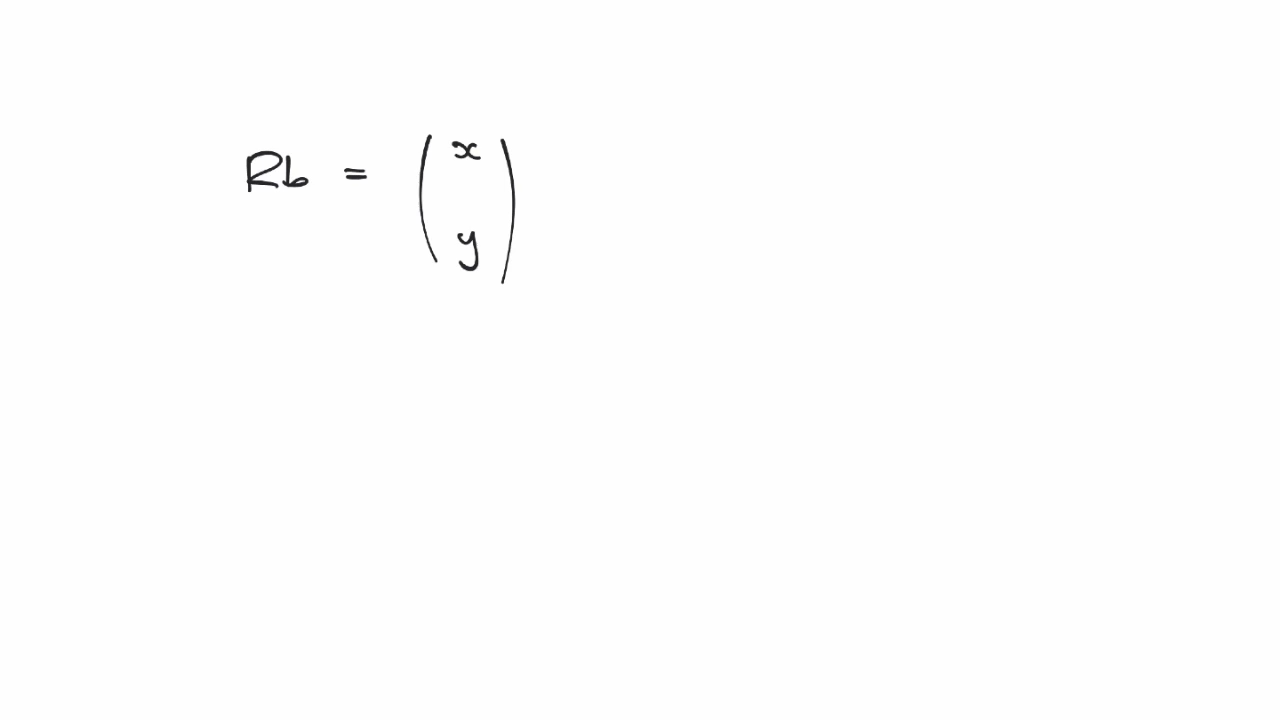 Rb = ( x
y )